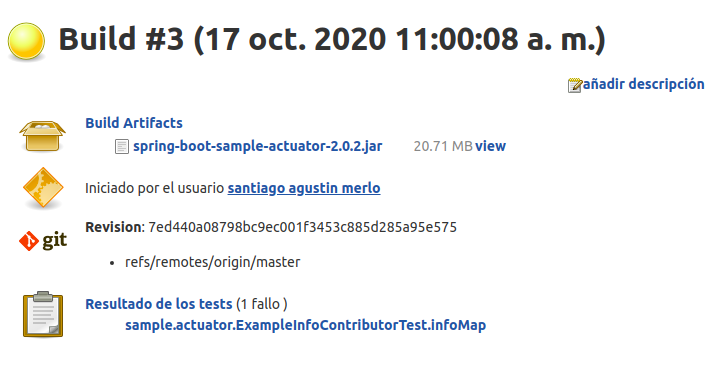 Build #3 (17 oct. 2020 11:00:08 a. m.)
añadir descripción
Build Artifacts
spring-boot-sample-actuator-2.0.2.jar 20.71 MB view
Iniciado por el usuario santiago agustin merlo
git
Revision: 7ed440a08798bc9ec001f3453c885d285a95e575
refs/remotes/origin/master
Resultado de los tests (1 fallo )
sample.actuator.ExampleInfoContributorTest.infoMap